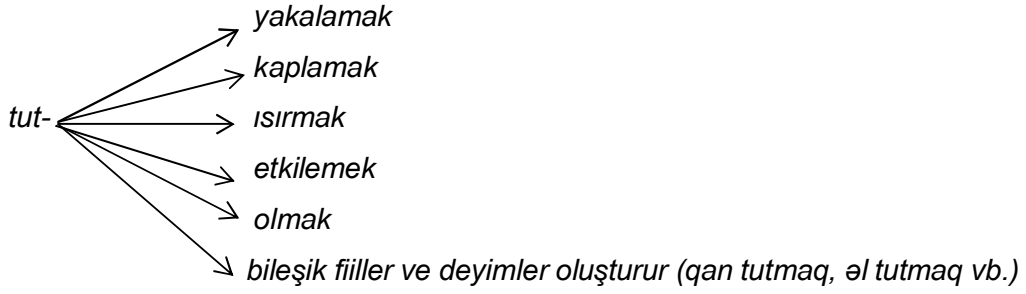 yakalamak
kaplamak
tut- ısırmak
etkilemek
olmak
bileşik fiiller ve deyimler oluşturur (qan tutmaq, əl tutmaq vb.)